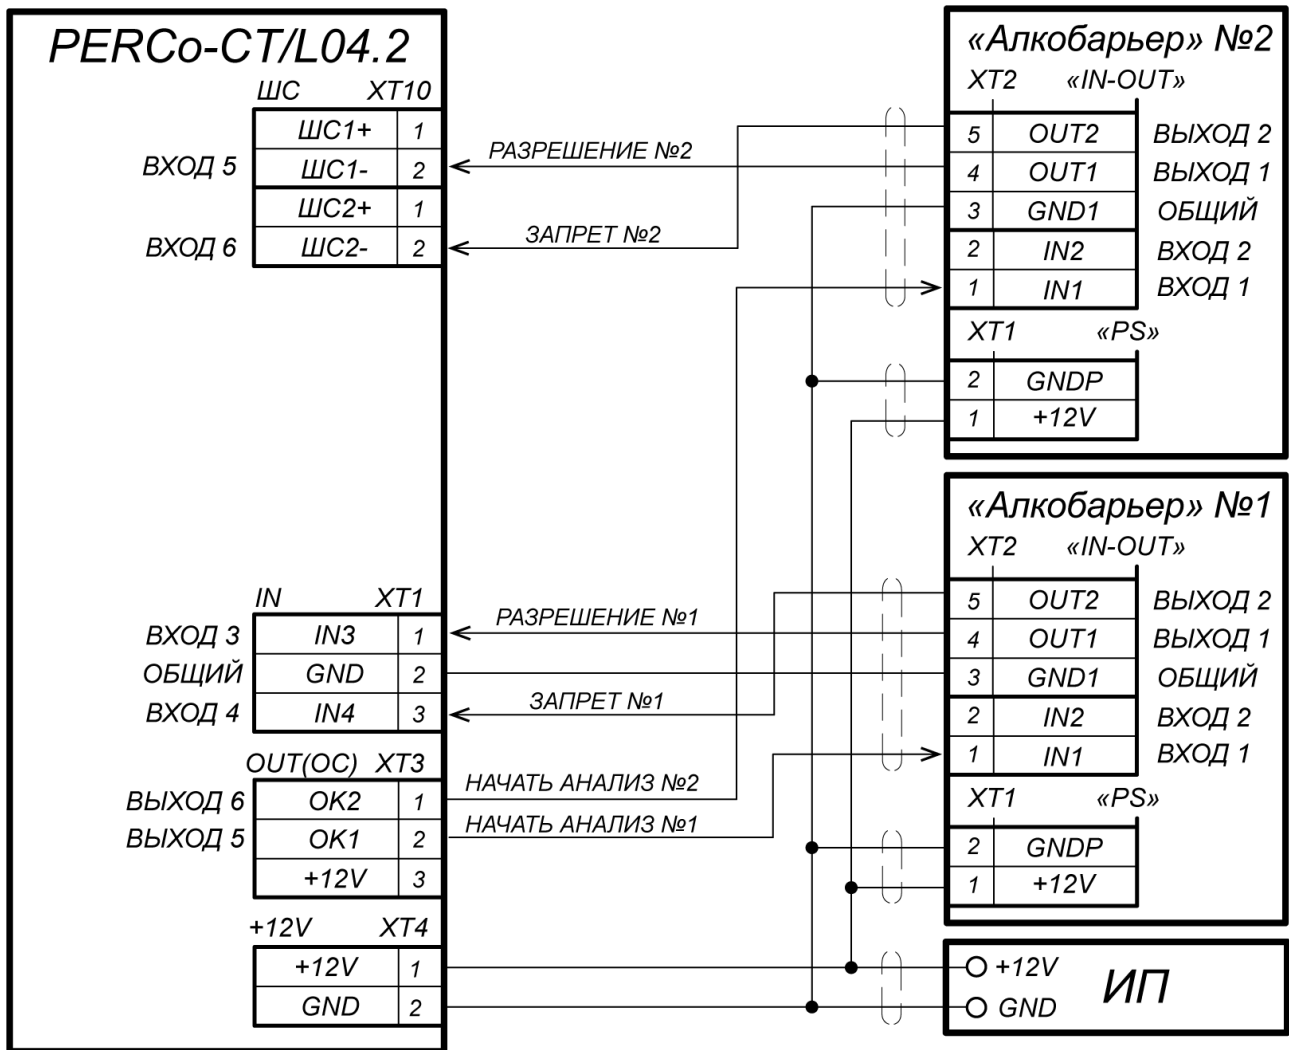 PERCo-CT/L04.2
ШС XT10
ШС1+ 1
ВХОД 5 ШС1- 2
ШС2+ 1
ВХОД 6 ШС2- 2
РАЗРЕШЕНИЕ №2
ЗАПРЕТ №2
«Алкобарьер» №2
XT2 «IN-OUT»
5 OUT2 ВЫХОД 2
4 OUT1 ВЫХОД 1
3 GND1 ОБЩИЙ
2 IN2 ВХОД 2
1 IN1 ВХОД 1
XT1 «PS»
2 GNDP
1 +12V
IN XT1
ВХОД 3 IN3 1
ОБЩИЙ GND 2
ВХОД 4 IN4 3
РАЗРЕШЕНИЕ №1
ЗАПРЕТ №1
OUT(OC) XT3
ВЫХОД 6 OK2 1
ВЫХОД 5 OK1 2
+12V 3
НАЧАТЬ АНАЛИЗ №2
НАЧАТЬ АНАЛИЗ №1
+12V XT4
+12V 1
GND 2
«Алкобарьер» №1
XT2 «IN-OUT»
5 OUT2 ВЫХОД 2
4 OUT1 ВЫХОД 1
3 GND1 ОБЩИЙ
2 IN2 ВХОД 2
1 IN1 ВХОД 1
XT1 «PS»
2 GNDP
1 +12V
+12V
GND
ИП